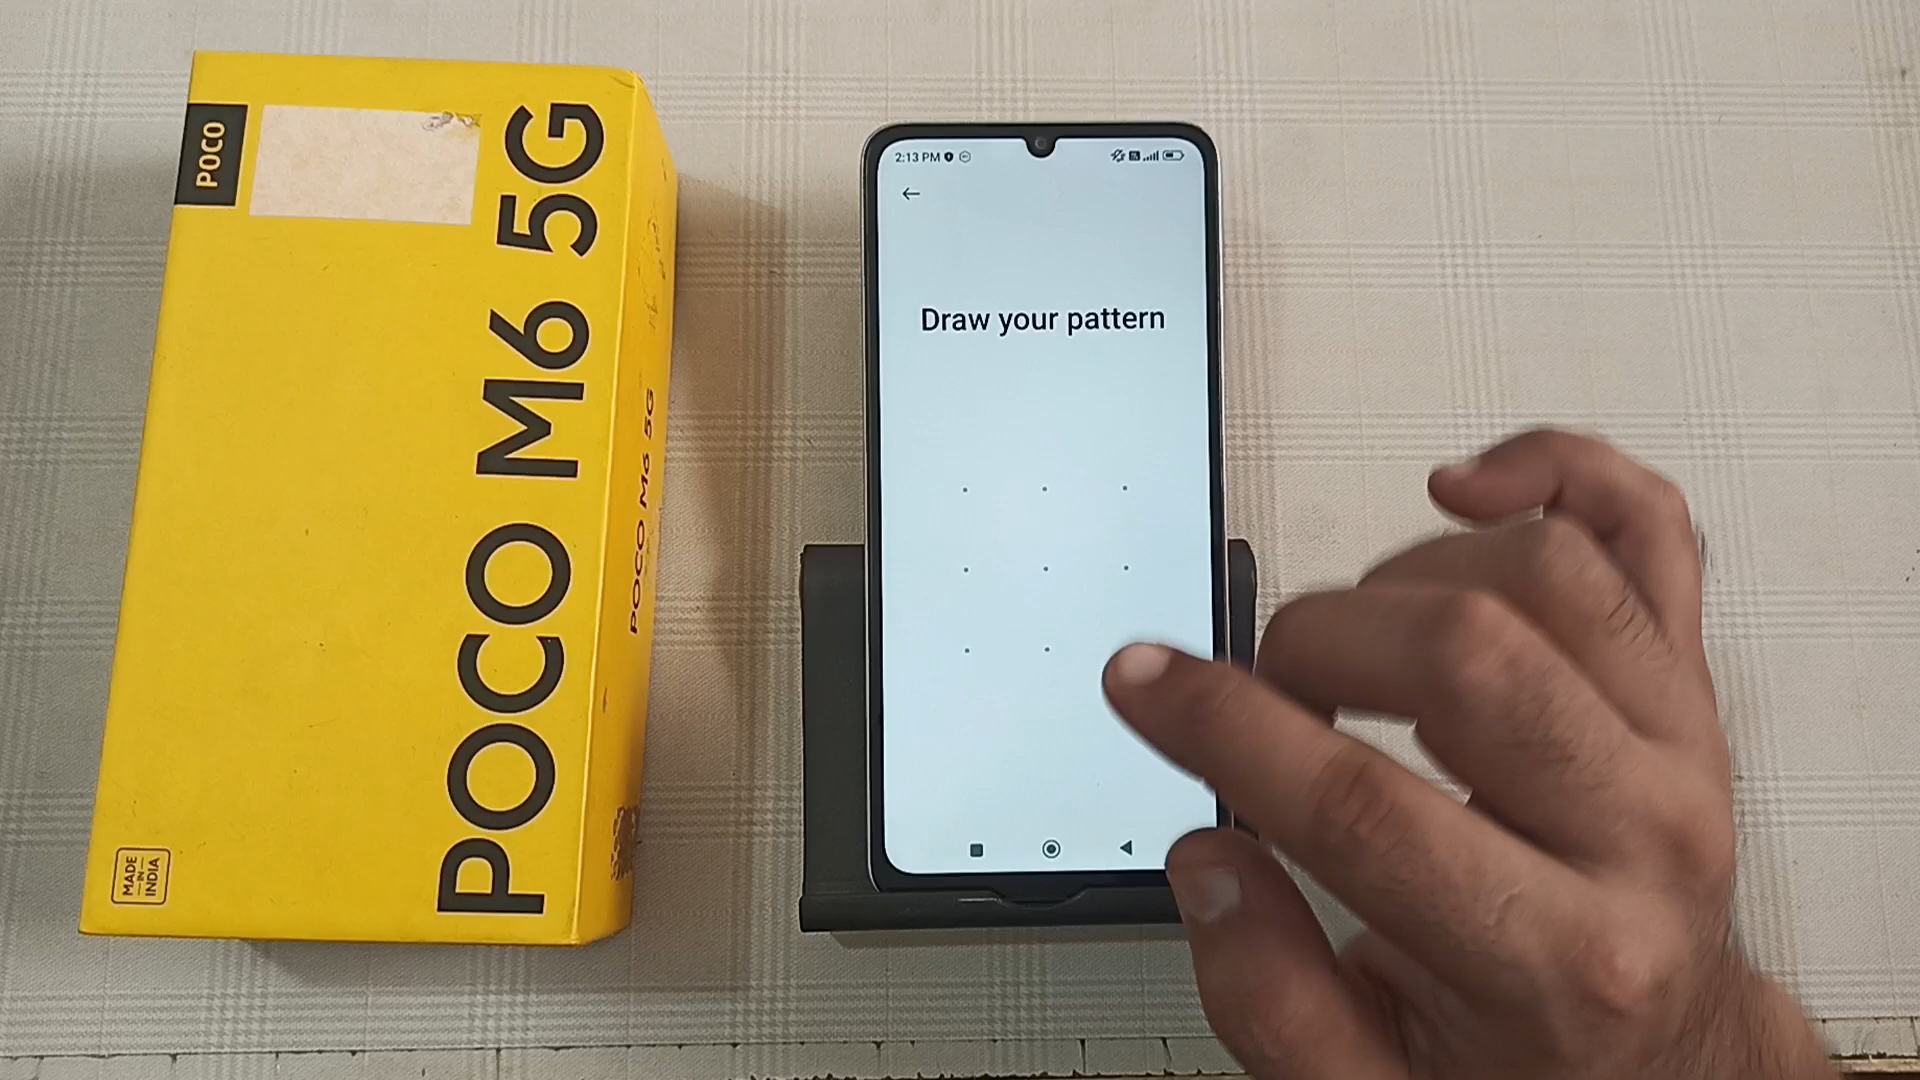 POCO
POCO M6 5G
POCO M6 5G
MADE
IN
INDIA
2:13 PM
Draw your pattern